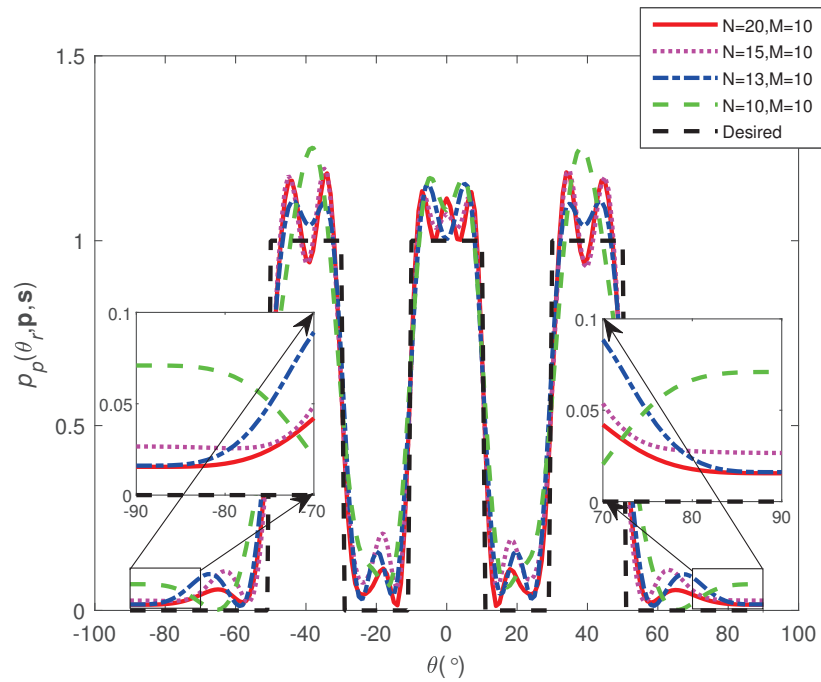 N=20,M=10
N=15,M=10
N=13,M=10
N=10,M=10
Desired
1.5
1
0.5
0
p_p(θ_r,p,s)
0.1
0.05
0
-90 -80 -70
0.1
0.05
0
70 80 90
-100 -80 -60 -40 -20 0 20 40 60 80 100
θ(°)